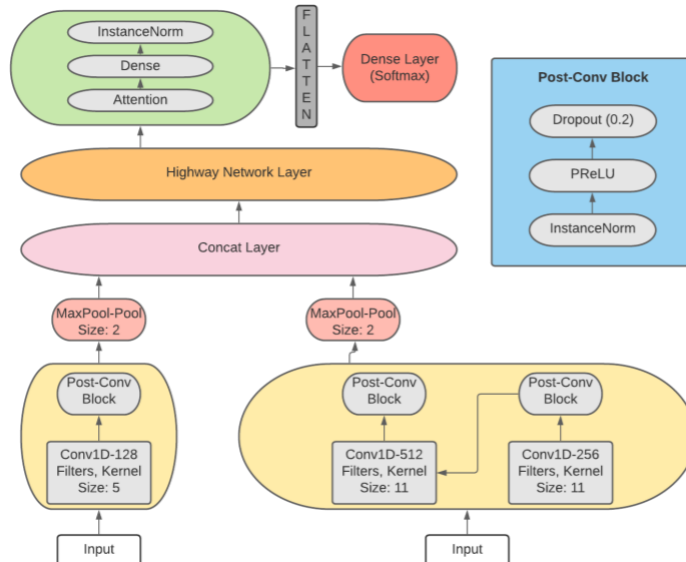 InstanceNorm
Dense
Attention
F
L
A
T
T
E
N
Dense Layer
(Softmax)
Post-Conv Block
Dropout (0.2)
PReLU
InstanceNorm
Highway Network Layer
Concat Layer
MaxPool-Pool
Size: 2
MaxPool-Pool
Size: 2
Post-Conv
Block
Conv1D-128
Filters, Kernel
Size: 5
Input
Post-Conv
Block
Conv1D-512
Filters, Kernel
Size: 11
Post-Conv
Block
Conv1D-256
Filters, Kernel
Size: 11
Input